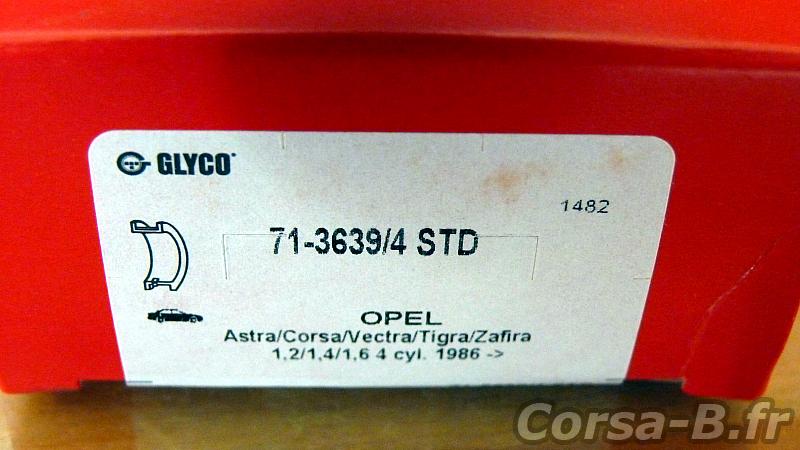 GLYCO
1482
71-3639/4 STD
OPEL
Astra/Corsa/Vectra/Tigra/Zafira
1,2/1,4/1,6 4 cyl. 1986 ->
Corsa-B.fr